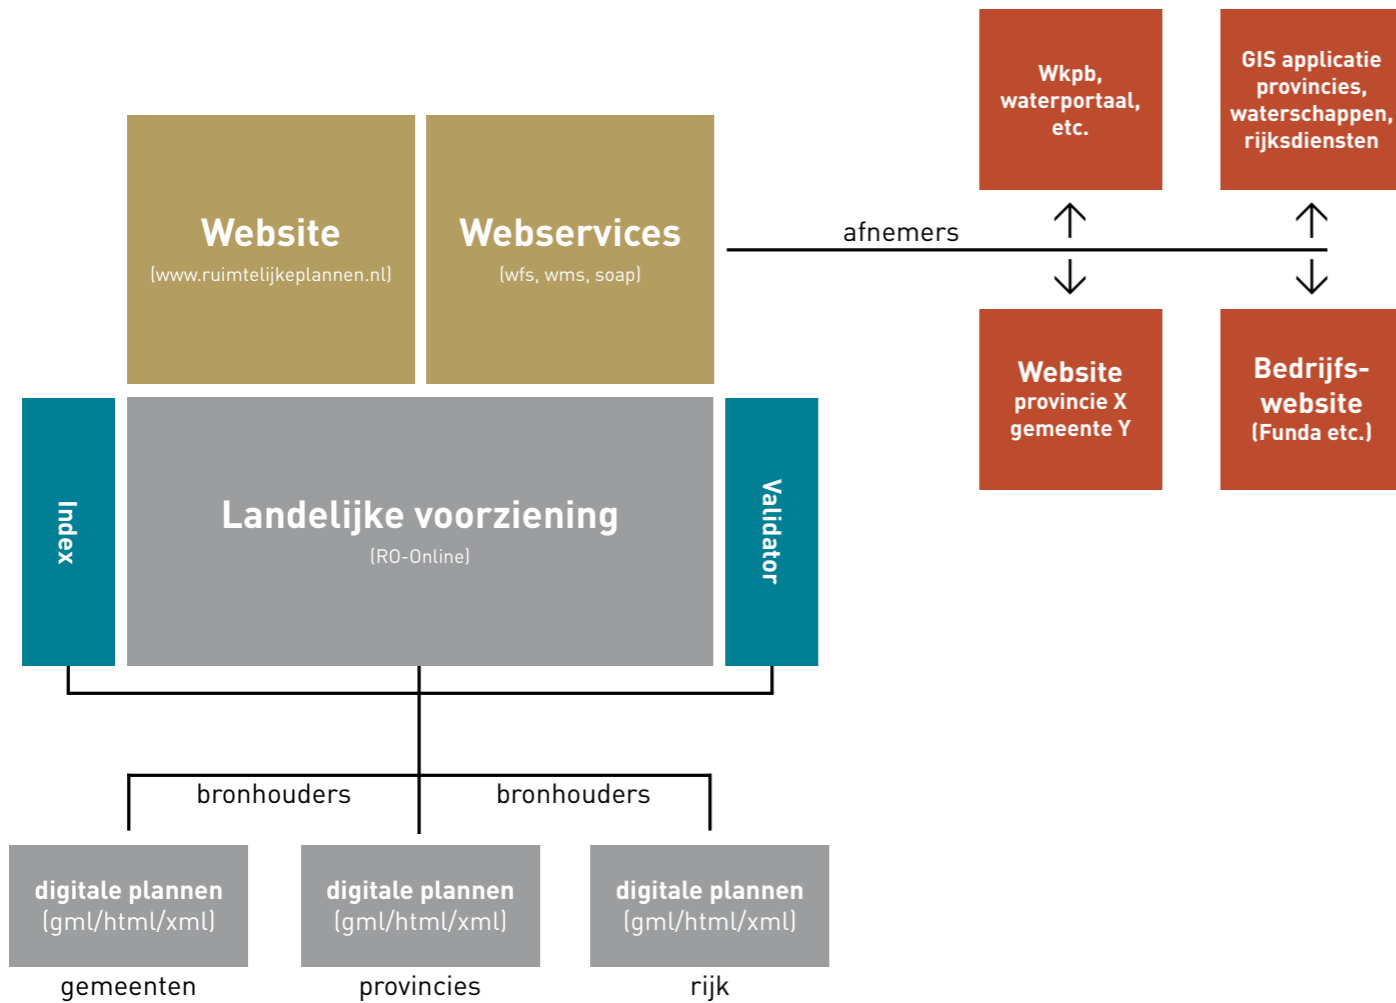 Wkpb,
waterportaal,
etc.
GIS applicatie
provincies,
waterschappen,
rijksdiensten
Website
(www.ruimtelijkeplannen.nl)
Webservices
(wfs, wms, soap)
afnemers
Website
provincie X
gemeente Y
Bedrijfs-
website
(Funda etc.)
Index
Landelijke voorziening
(RO-Online)
Validator
bronhouders
bronhouders
digitale plannen
(gml/html/xml)
gemeenten
digitale plannen
(gml/html/xml)
provincies
digitale plannen
(gml/html/xml)
rijk